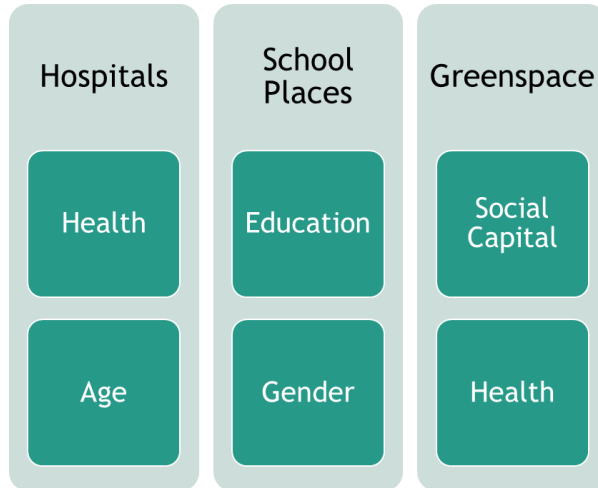 Hospitals
Health
Age
School
Places
Education
Gender
Greenspace
Social
Capital
Health